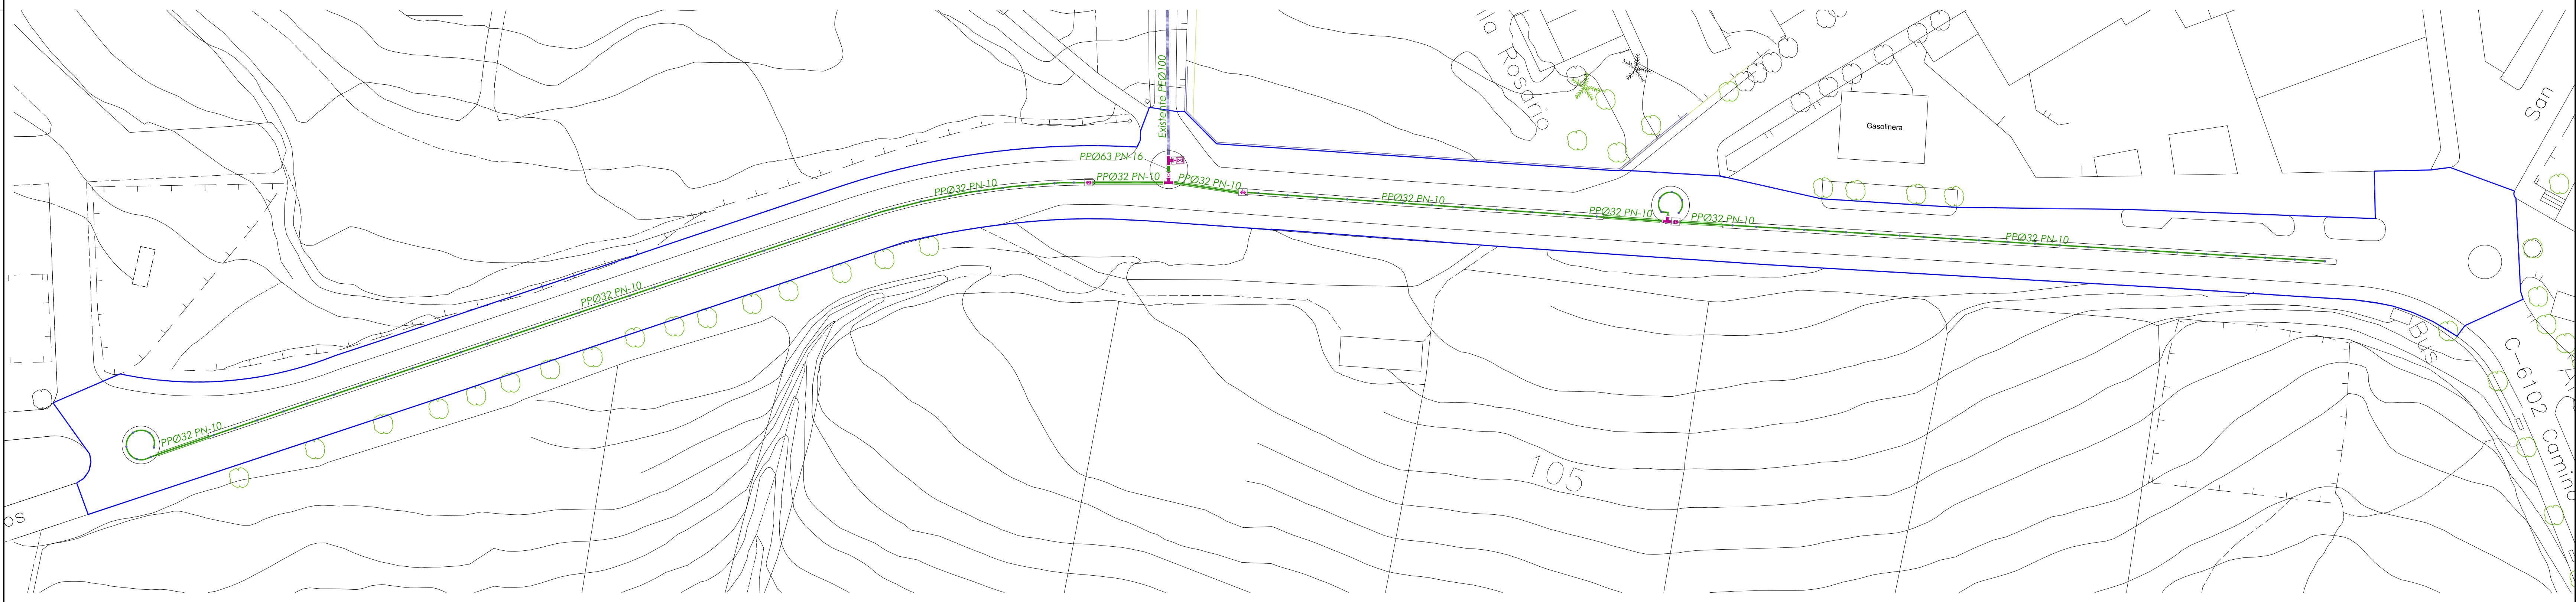 El Rosario
San
Existente PEØ100
Gasolinera
PPØ63 PN-16
PPØ32 PN-10
PPØ32 PN-10
PPØ32 PN-10
PPØ32 PN-10
PPØ32 PN-10
PPØ32 PN-10
PPØ32 PN-10
PPØ32 PN-10
PPØ32 PN-10
BUS
C-6102 Camino
105
os